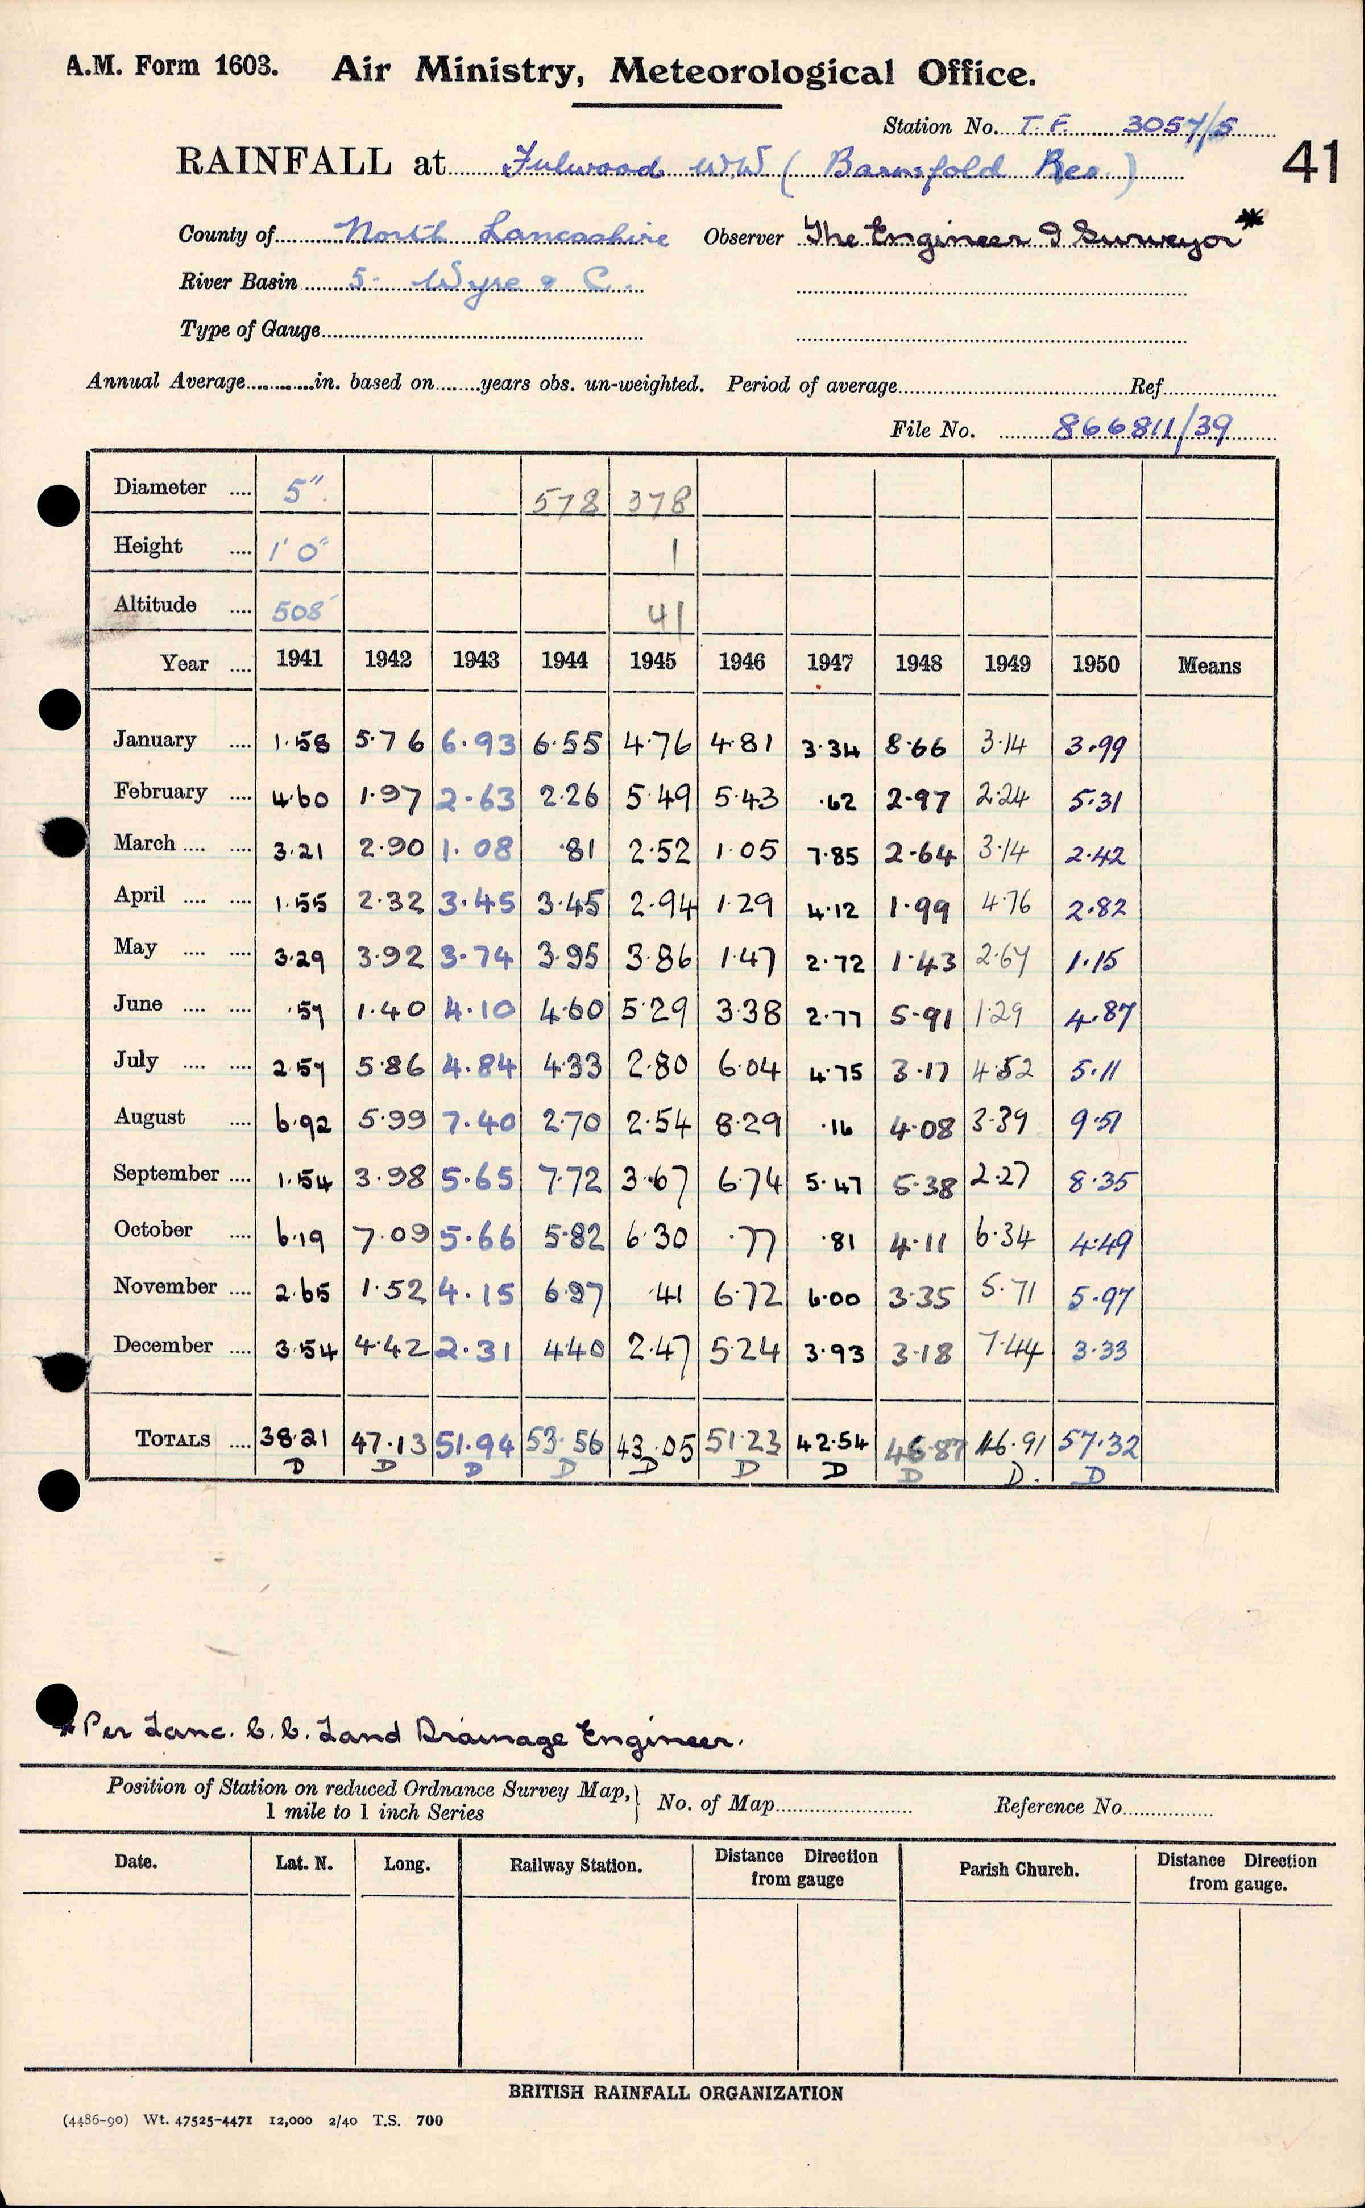 A.M. Form 1603. Air Ministry, Meteorological Office.
Station No. T.F. 3057/5
RAINFALL at Fulwood WW (Barnsfold Res.) 41
County of North Lancashire Observer The Engineer & Surveyor *
River Basin 5 - Wyre & C.
Type of Gauge
Annual Average in. based on years obs. un-weighted. Period of average Ref
File No. 866811/39
Diameter 5" 578 378
Height 1' 0" 1
Altitude 508' 41
Year 1941 1942 1943 1944 1945 1946 1947 1948 1949 1950 Means
January 1.58 5.76 6.93 6.55 4.76 4.81 3.34 8.66 3.14 3.99
February 4.60 1.97 2.63 2.26 5.49 5.43 .62 2.97 2.24 5.31
March 3.21 2.90 1.08 .81 2.52 1.05 7.85 2.64 3.14 2.42
April 1.55 2.32 3.45 3.45 2.94 1.29 4.12 1.99 4.76 2.82
May 3.29 3.92 3.74 3.95 3.86 1.47 2.72 1.43 2.67 1.15
June .57 1.40 4.10 4.60 5.29 3.38 2.77 5.91 1.29 4.87
July 2.57 5.86 4.84 4.33 2.80 6.04 4.75 3.17 4.52 5.11
August 6.92 5.99 7.40 2.70 2.54 8.29 .16 4.08 3.39 9.51
September 1.54 3.98 5.65 7.72 3.67 6.74 5.47 5.38 2.27 8.35
October 6.19 7.09 5.66 5.82 6.30 .77 .81 4.11 6.34 4.49
November 2.65 1.52 4.15 6.97 .41 6.72 6.00 3.35 5.71 5.97
December 3.54 4.42 2.31 4.40 2.47 5.24 3.93 3.18 7.44 3.33
TOTALS 38.21 47.13 51.94 53.56 43.05 51.23 42.54 46.87 46.91 57.32
D D D D D D D D D. D
* Per Lanc. C.C. Land Drainage Engineer.
Position of Station on reduced Ordnance Survey Map, No. of Map Reference No.
1 mile to 1 inch Series
Date. Lat. N. Long. Railway Station. Distance Direction Parish Church. Distance Direction
from gauge from gauge.
BRITISH RAINFALL ORGANIZATION
(4486-90) Wt. 47525-4471 12,000 2/40 T.S. 700